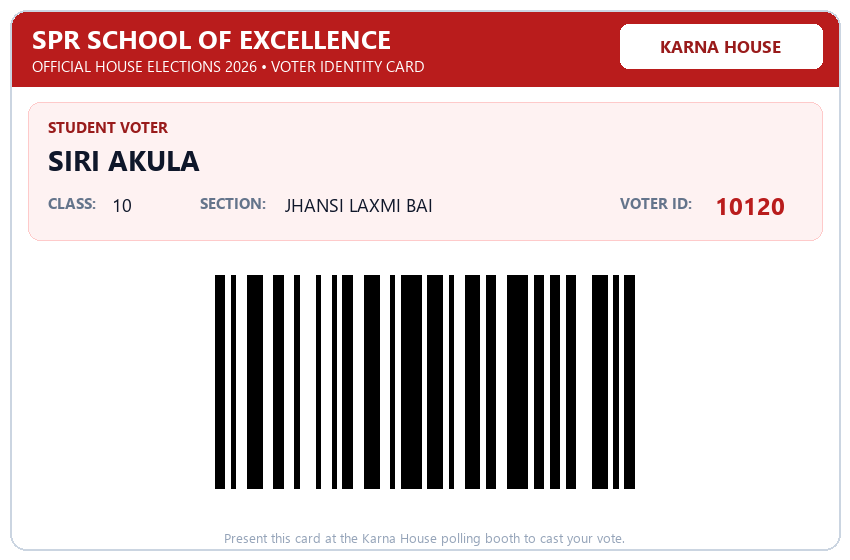 SPR SCHOOL OF EXCELLENCE
OFFICIAL HOUSE ELECTIONS 2026 • VOTER IDENTITY CARD
KARNA HOUSE
STUDENT VOTER
SIRI AKULA
CLASS: 10 SECTION: JHANSI LAXMI BAI VOTER ID: 10120
Present this card at the Karna House polling booth to cast your vote.